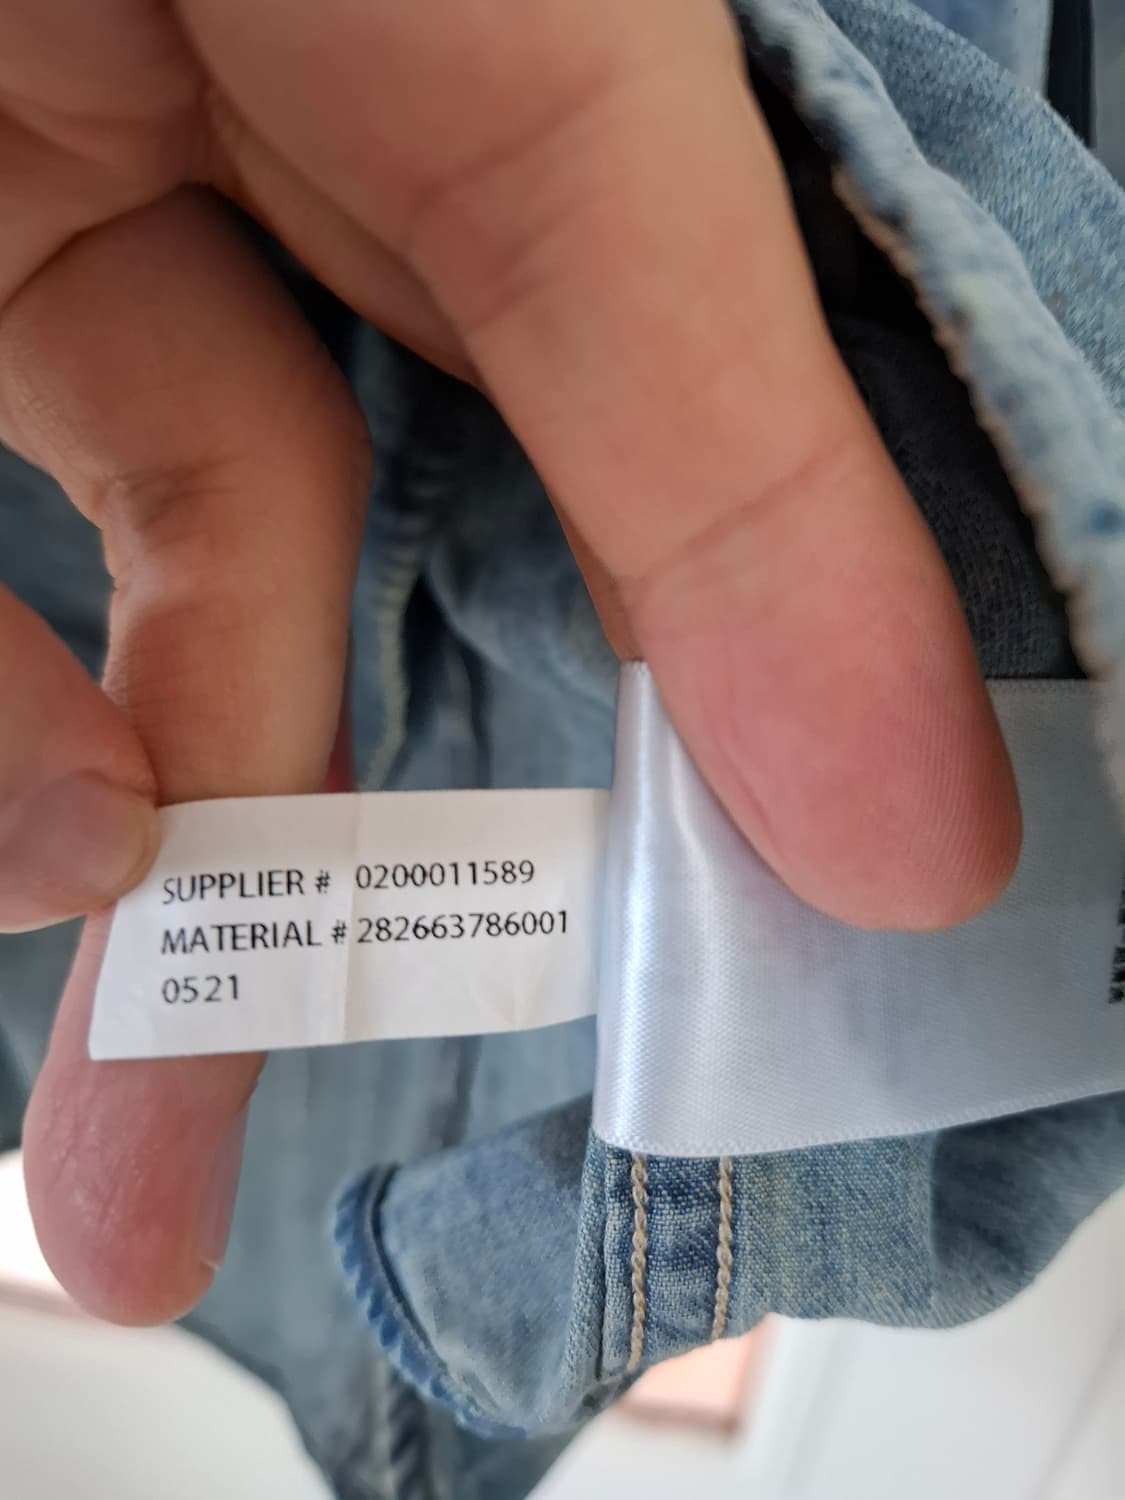 SUPPLIER # 0200011589
MATERIAL # 282663786001
0521